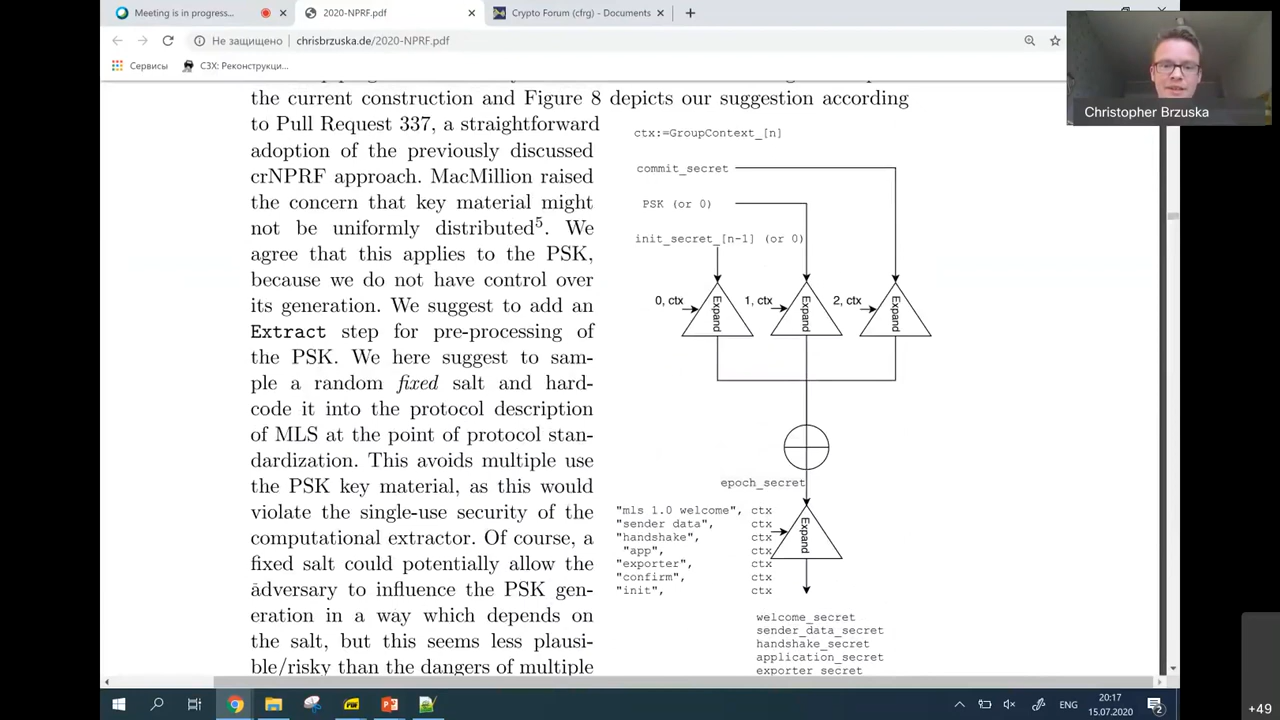 Meeting is in progress...
2020-NPRF.pdf
Crypto Forum (cfrg) - Documents
Не защищено
chrisbrzuska.de/2020-NPRF.pdf
Сервисы
СЗХ: Реконструкци...
Christopher Brzuska
the current construction and Figure 8 depicts our suggestion according
to Pull Request 337, a straightforward
adoption of the previously discussed
crNPRF approach. MacMillion raised
the concern that key material might
not be uniformly distributed5. We
agree that this applies to the PSK,
because we do not have control over
its generation. We suggest to add an
Extract step for pre-processing of
the PSK. We here suggest to sam-
ple a random fixed salt and hard-
code it into the protocol description
of MLS at the point of protocol stan-
dardization. This avoids multiple use
the PSK key material, as this would
violate the single-use security of the
computational extractor. Of course, a
fixed salt could potentially allow the
adversary to influence the PSK gen-
eration in a way which depends on
the salt, but this seems less plausi-
ble/risky than the dangers of multiple
ctx:=GroupContext_[n]
commit_secret
PSK (or 0)
init_secret_[n-1] (or 0)
0, ctx
Expand
1, ctx
Expand
2, ctx
Expand
epoch_secret
"mls 1.0 welcome", ctx
"sender data", ctx
"handshake", ctx
"app", ctx
"exporter", ctx
"confirm", ctx
"init", ctx
Expand
welcome_secret
sender_data_secret
handshake_secret
application_secret
exporter secret
ENG
20:17
15.07.2020
2
+49